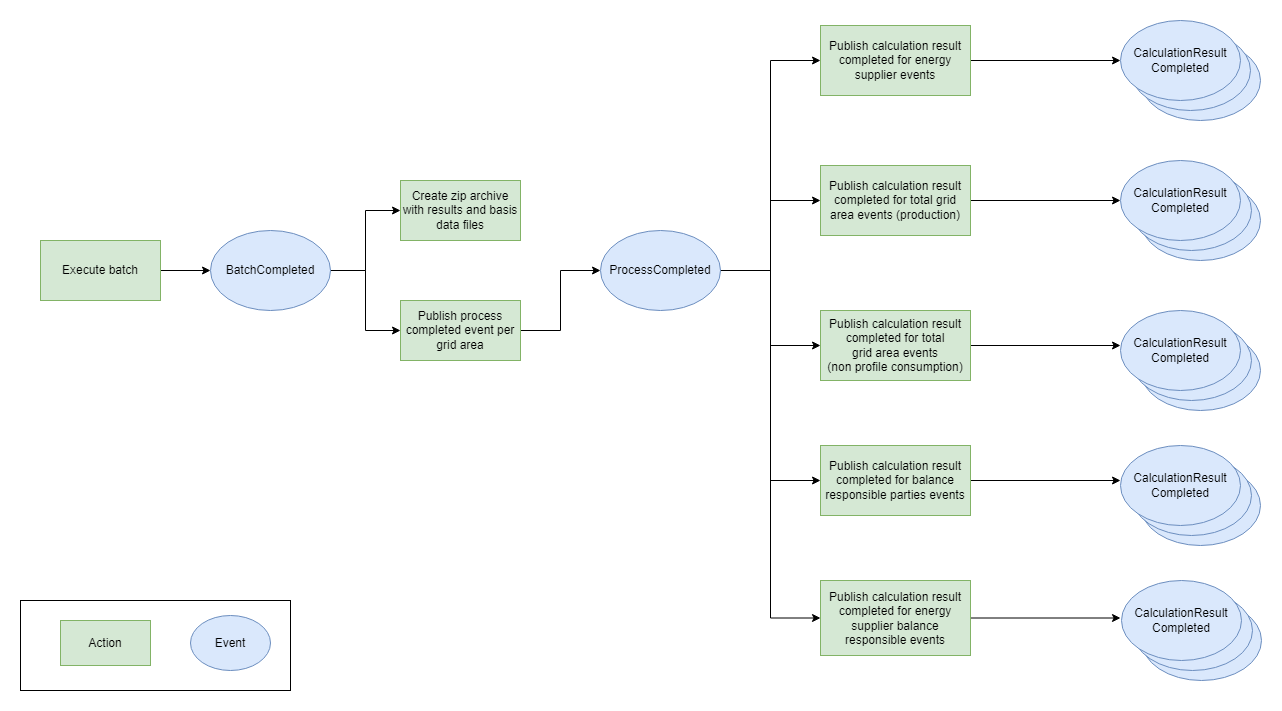 Publish calculation result
completed for energy
supplier events
CalculationResult
Completed
Create zip archive
with results and basis
data files
Publish calculation result
completed for total grid
area events (production)
CalculationResult
Completed
Execute batch
BatchCompleted
ProcessCompleted
Publish process
completed event per
grid area
Publish calculation result
completed for total
grid area events
(non profile consumption)
CalculationResult
Completed
Publish calculation result
completed for balance
responsible parties events
CalculationResult
Completed
Publish calculation result
completed for energy
supplier balance
responsible events
CalculationResult
Completed
Action
Event